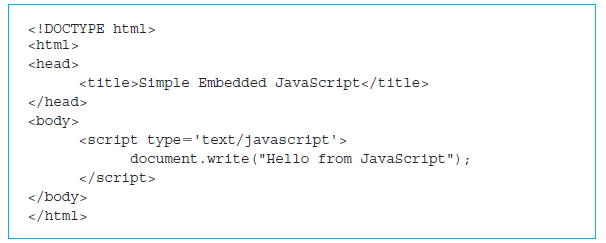 <!DOCTYPE html>
<html>
<head>
<title>Simple Embedded JavaScript</title>
</head>
<body>
<script type='text/javascript'>
document.write("Hello from JavaScript");
</script>
</body>
</html>